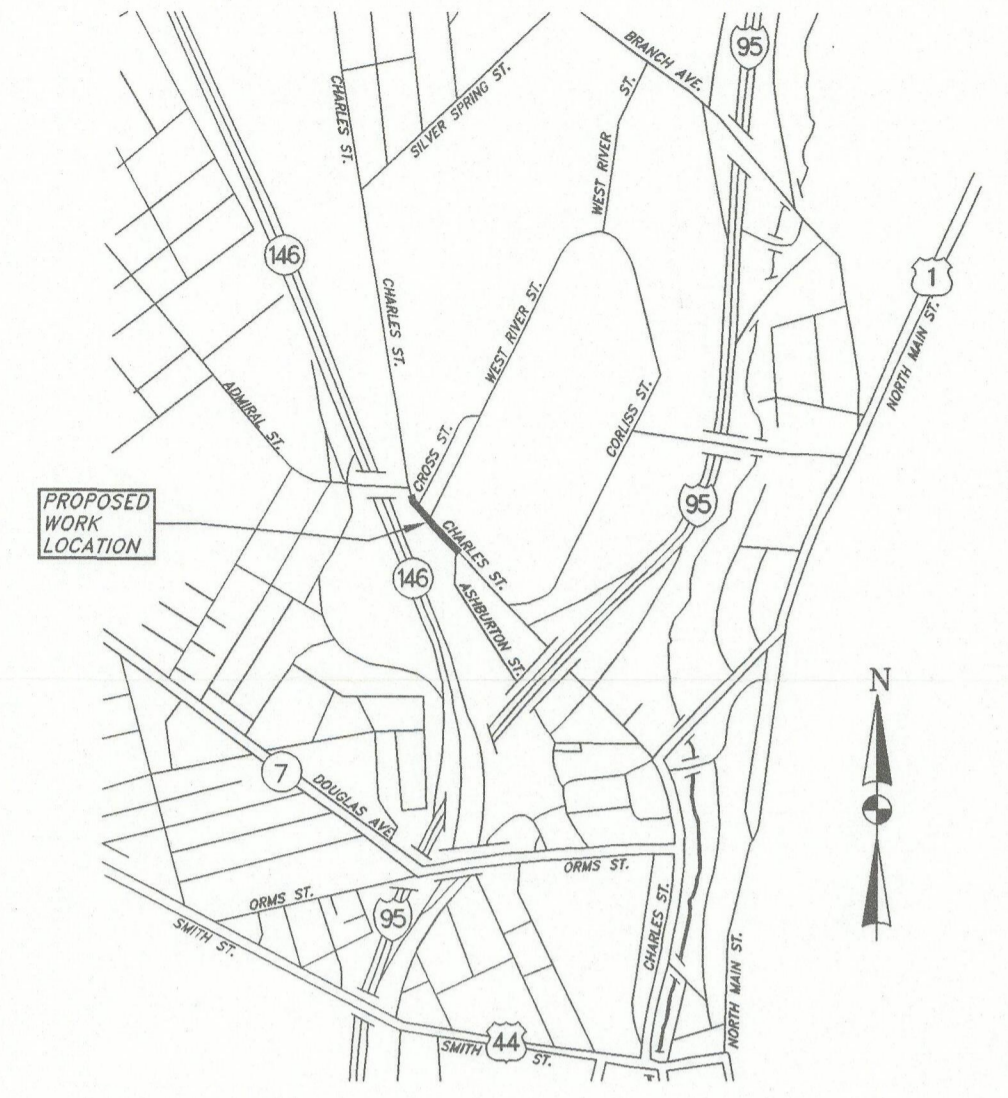 95
BRANCH AVE.
CHARLES ST.
SILVER SPRING ST.
WEST RIVER ST.
146
1
NORTH MAIN ST.
CHARLES ST.
WEST RIVER ST.
ADMIRAL ST.
CORLISS ST.
CROSS ST.
PROPOSED
WORK
LOCATION
95
CHARLES ST.
146
ASHBURTON ST.
N
7
DOUGLAS AVE.
ORMS ST.
ORMS ST.
95
SMITH ST.
CHARLES ST.
NORTH MAIN ST.
44
SMITH ST.